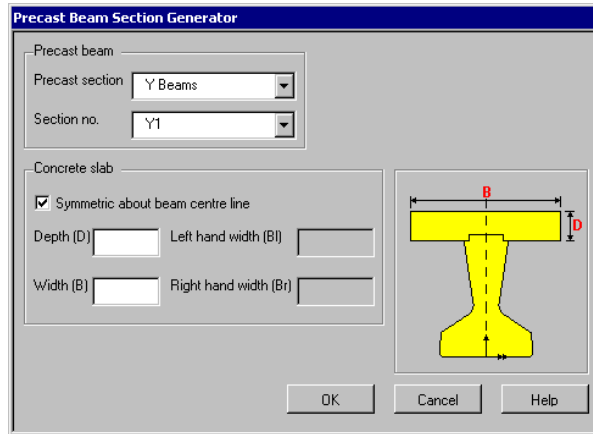 Precast Beam Section Generator
Precast beam
Precast section Y Beams
Section no. Y1
Concrete slab
Symmetric about beam centre line
Depth (D) Left hand width (Bl)
Width (B) Right hand width (Br)
B
D
OK Cancel Help